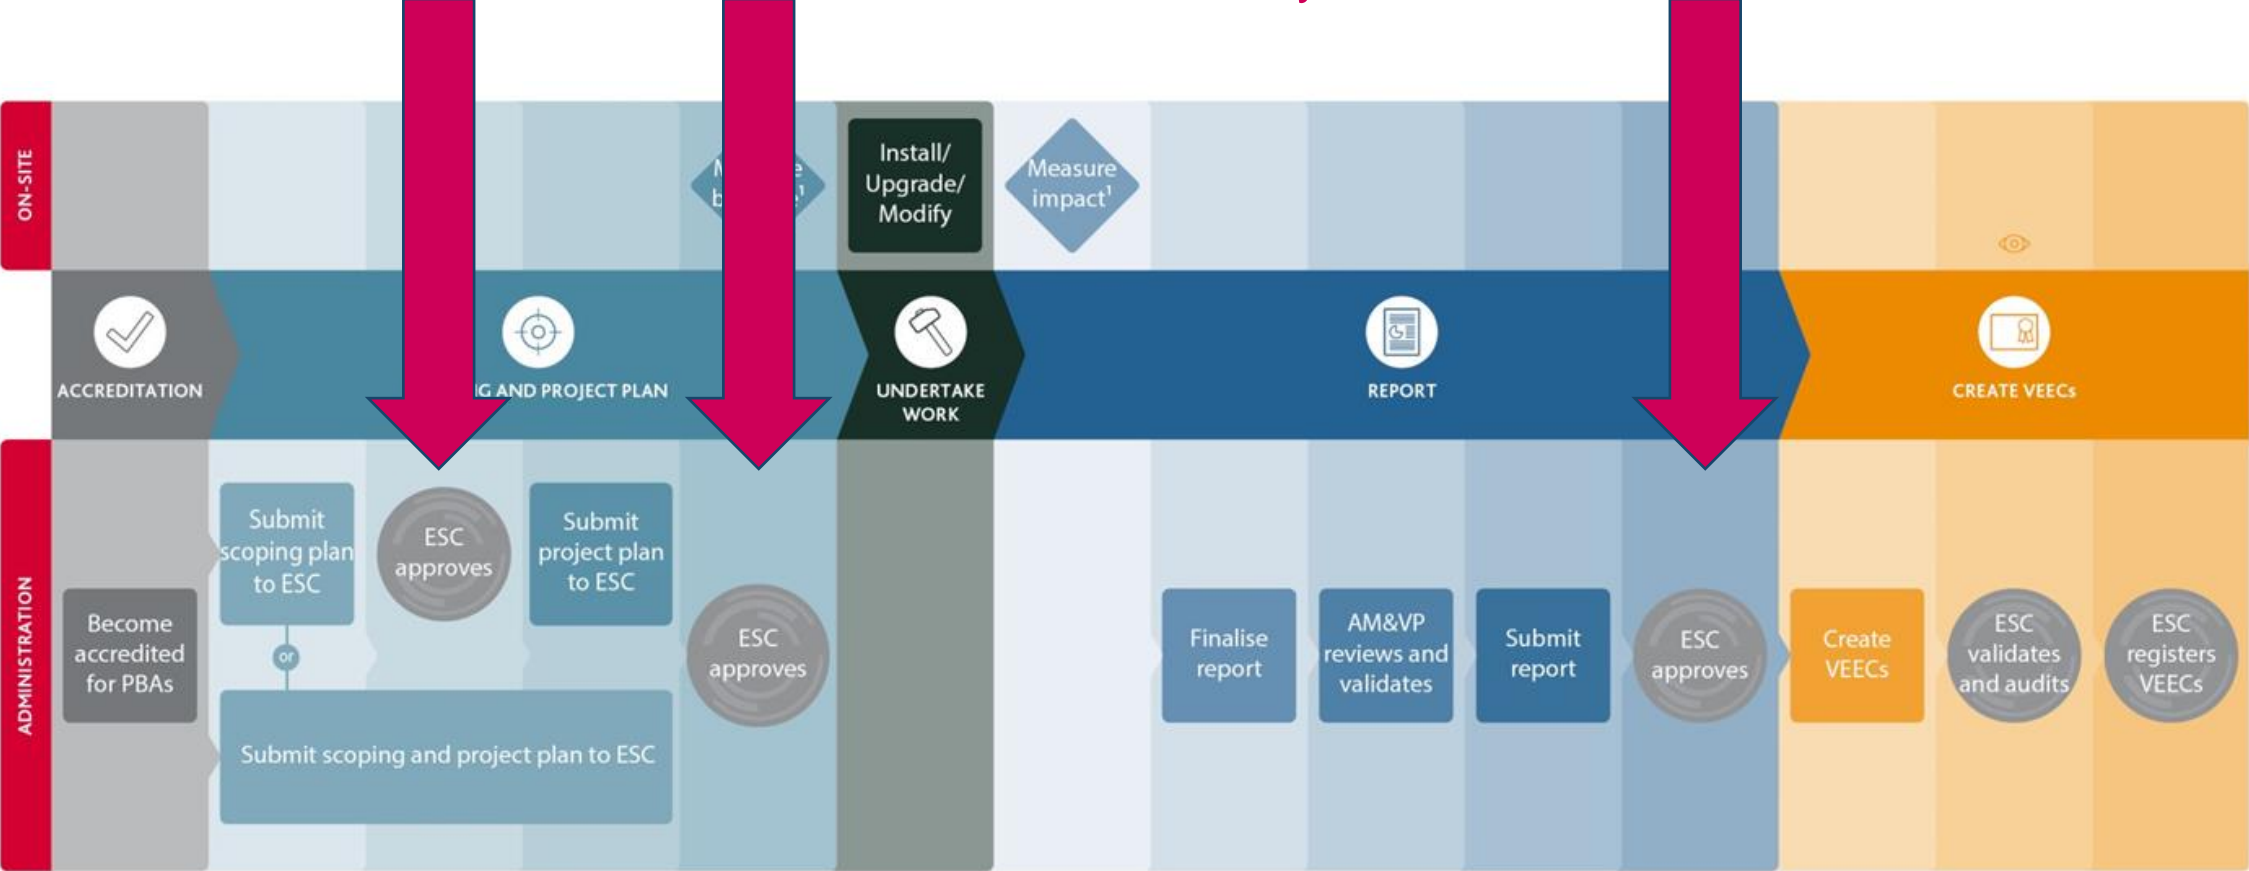 ON-SITE
Install/
Upgrade/
Modify
Measure
impact¹
ACCREDITATION
AND PROJECT PLAN
UNDERTAKE
WORK
REPORT
CREATE VEECs
ADMINISTRATION
Become
accredited
for PBAs
Submit
scoping plan
to ESC
or
Submit scoping and project plan to ESC
ESC
approves
Submit
project plan
to ESC
ESC
approves
Finalise
report
AM&VP
reviews and
validates
Submit
report
ESC
approves
Create
VEECs
ESC
validates
and audits
ESC
registers
VEECs